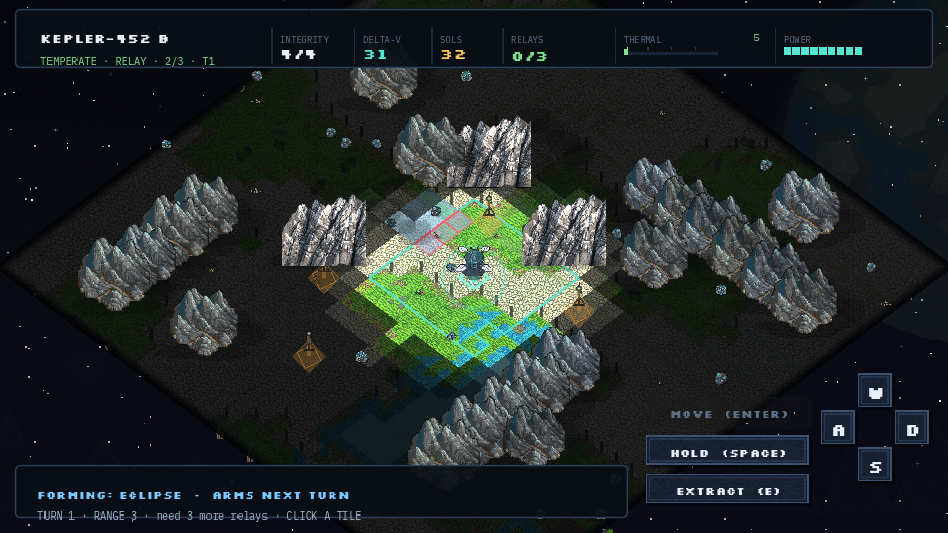 KEPLER-452 B
TEMPERATE · RELAY · 2/3 · T1
INTEGRITY
4/4
DELTA-V
31
SOLS
32
RELAYS
0/3
THERMAL
5
POWER
MOVE (ENTER)
HOLD (SPACE)
EXTRACT (E)
W
A
D
S
FORMING: ECLIPSE - ARMS NEXT TURN
TURN 1 · RANGE 3 · need 3 more relays · CLICK A TILE